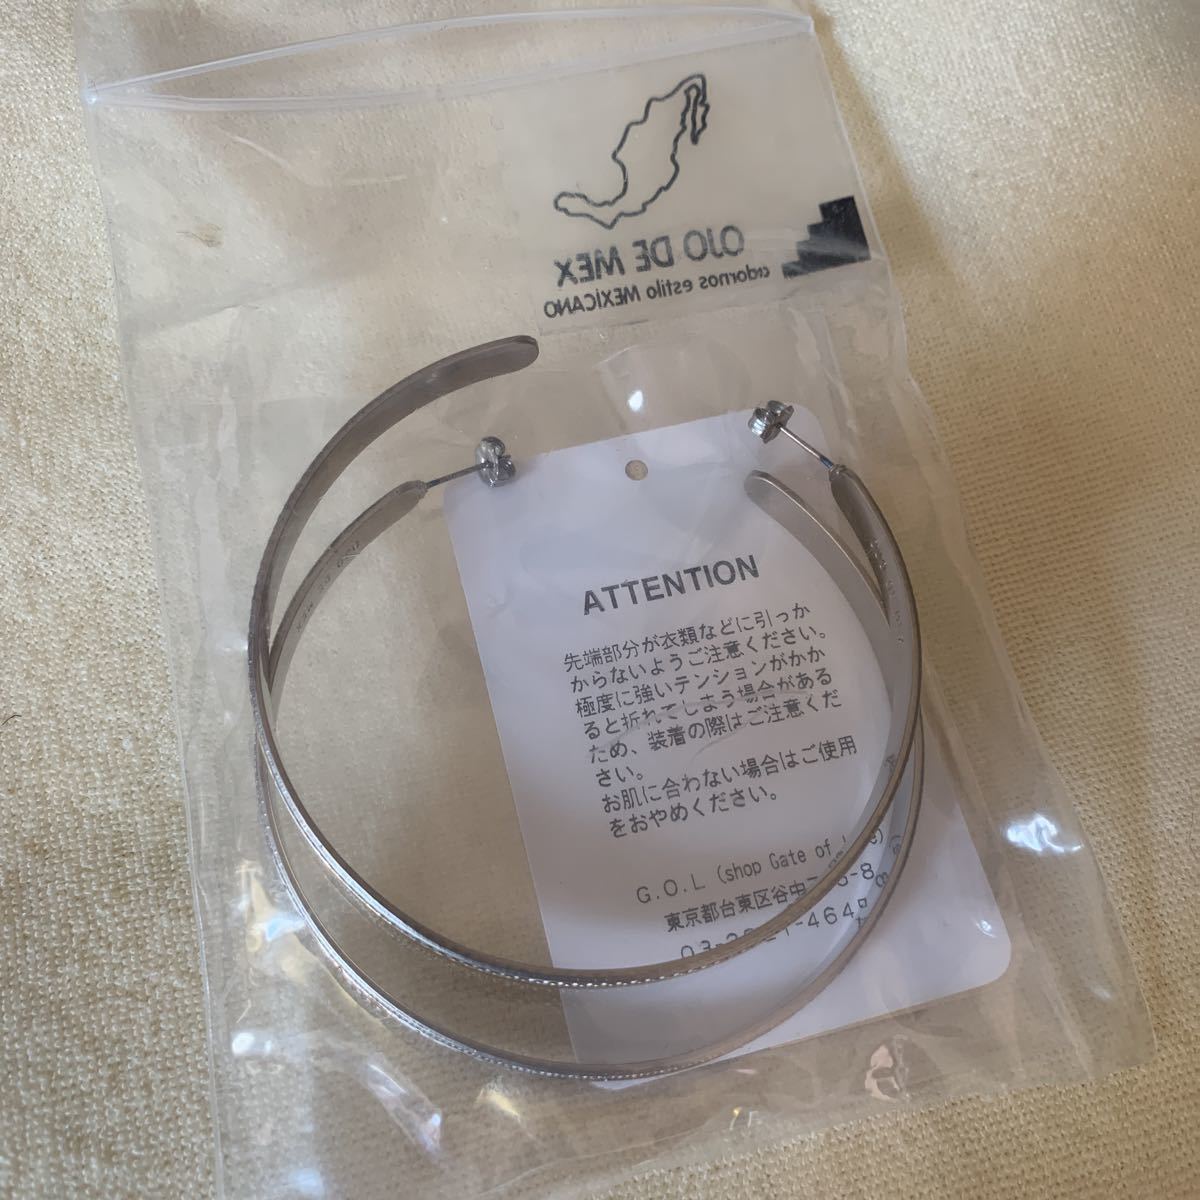 OJO DE MEX
adornos estilo MEXiCANO
ATTENTION
先端部分が衣類などに引っか
からないようご注意ください。
極度に強いテンションがかか
ると折れてしまう場合がある
ため、装着の際はご注意くだ
さい。
お肌に合わない場合はご使用
をおやめください。
G.O.L (shop Gate of
東京都台東区谷中